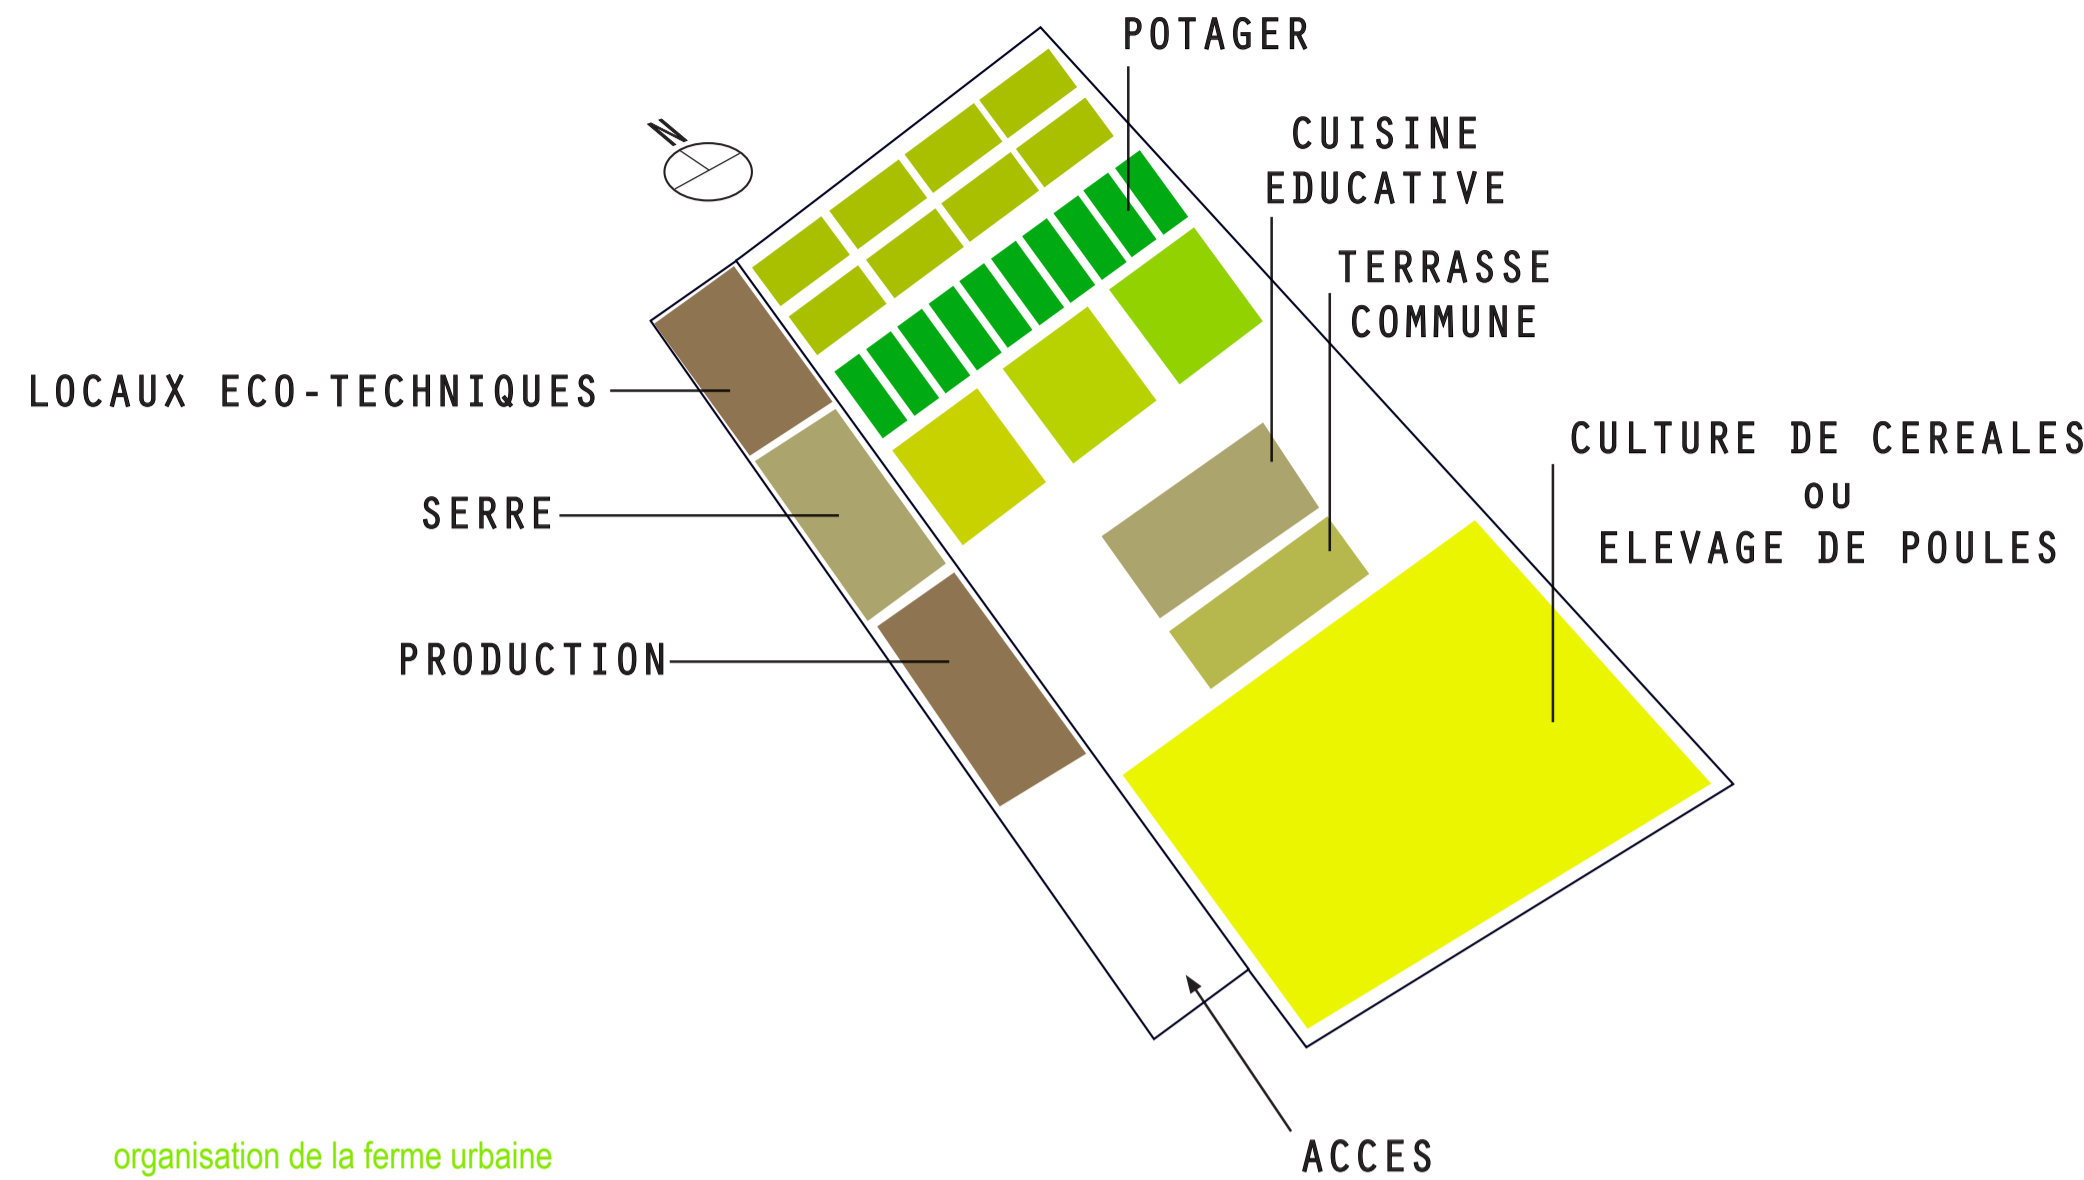 POTAGER
N
CUISINE
EDUCATIVE
TERRASSE
COMMUNE
LOCAUX ECO-TECHNIQUES
CULTURE DE CEREALES
OU
ELEVAGE DE POULES
SERRE
PRODUCTION
ACCES
organisation de la ferme urbaine